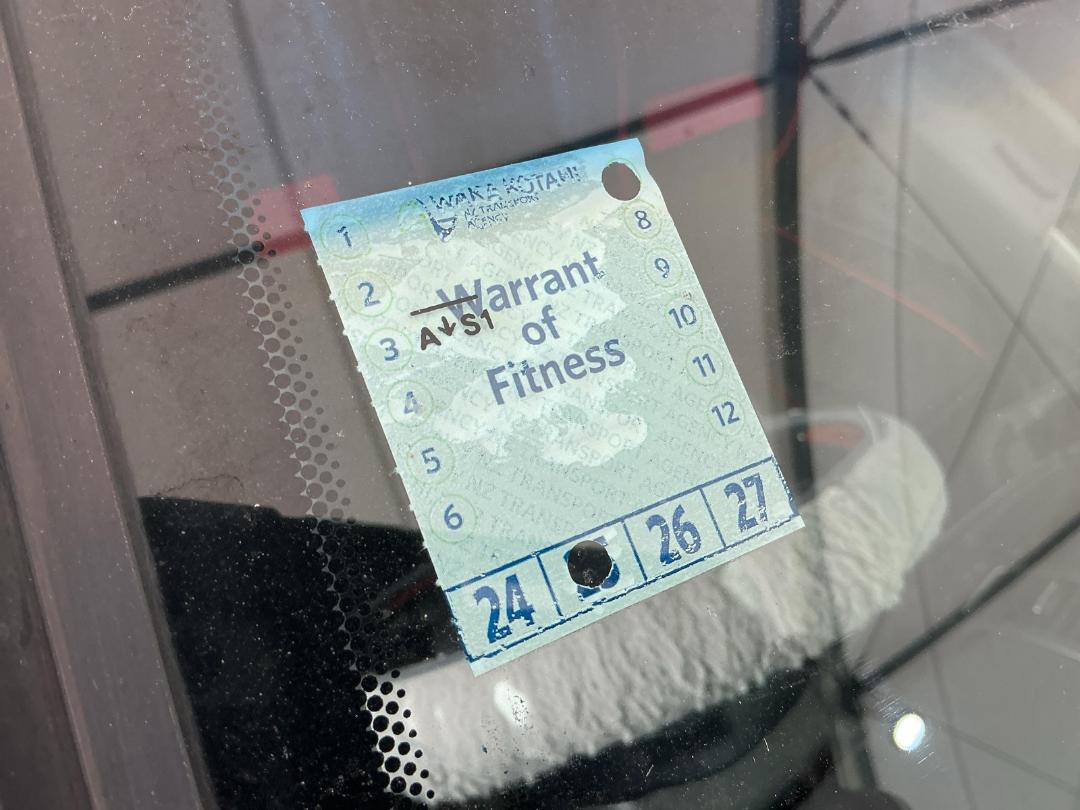 WAKA KOTAHI
NZ TRANSPORT
AGENCY
1
2
3
4
5
6
8
9
10
11
12
Warrant
of
Fitness
A↓S1
24 26 27